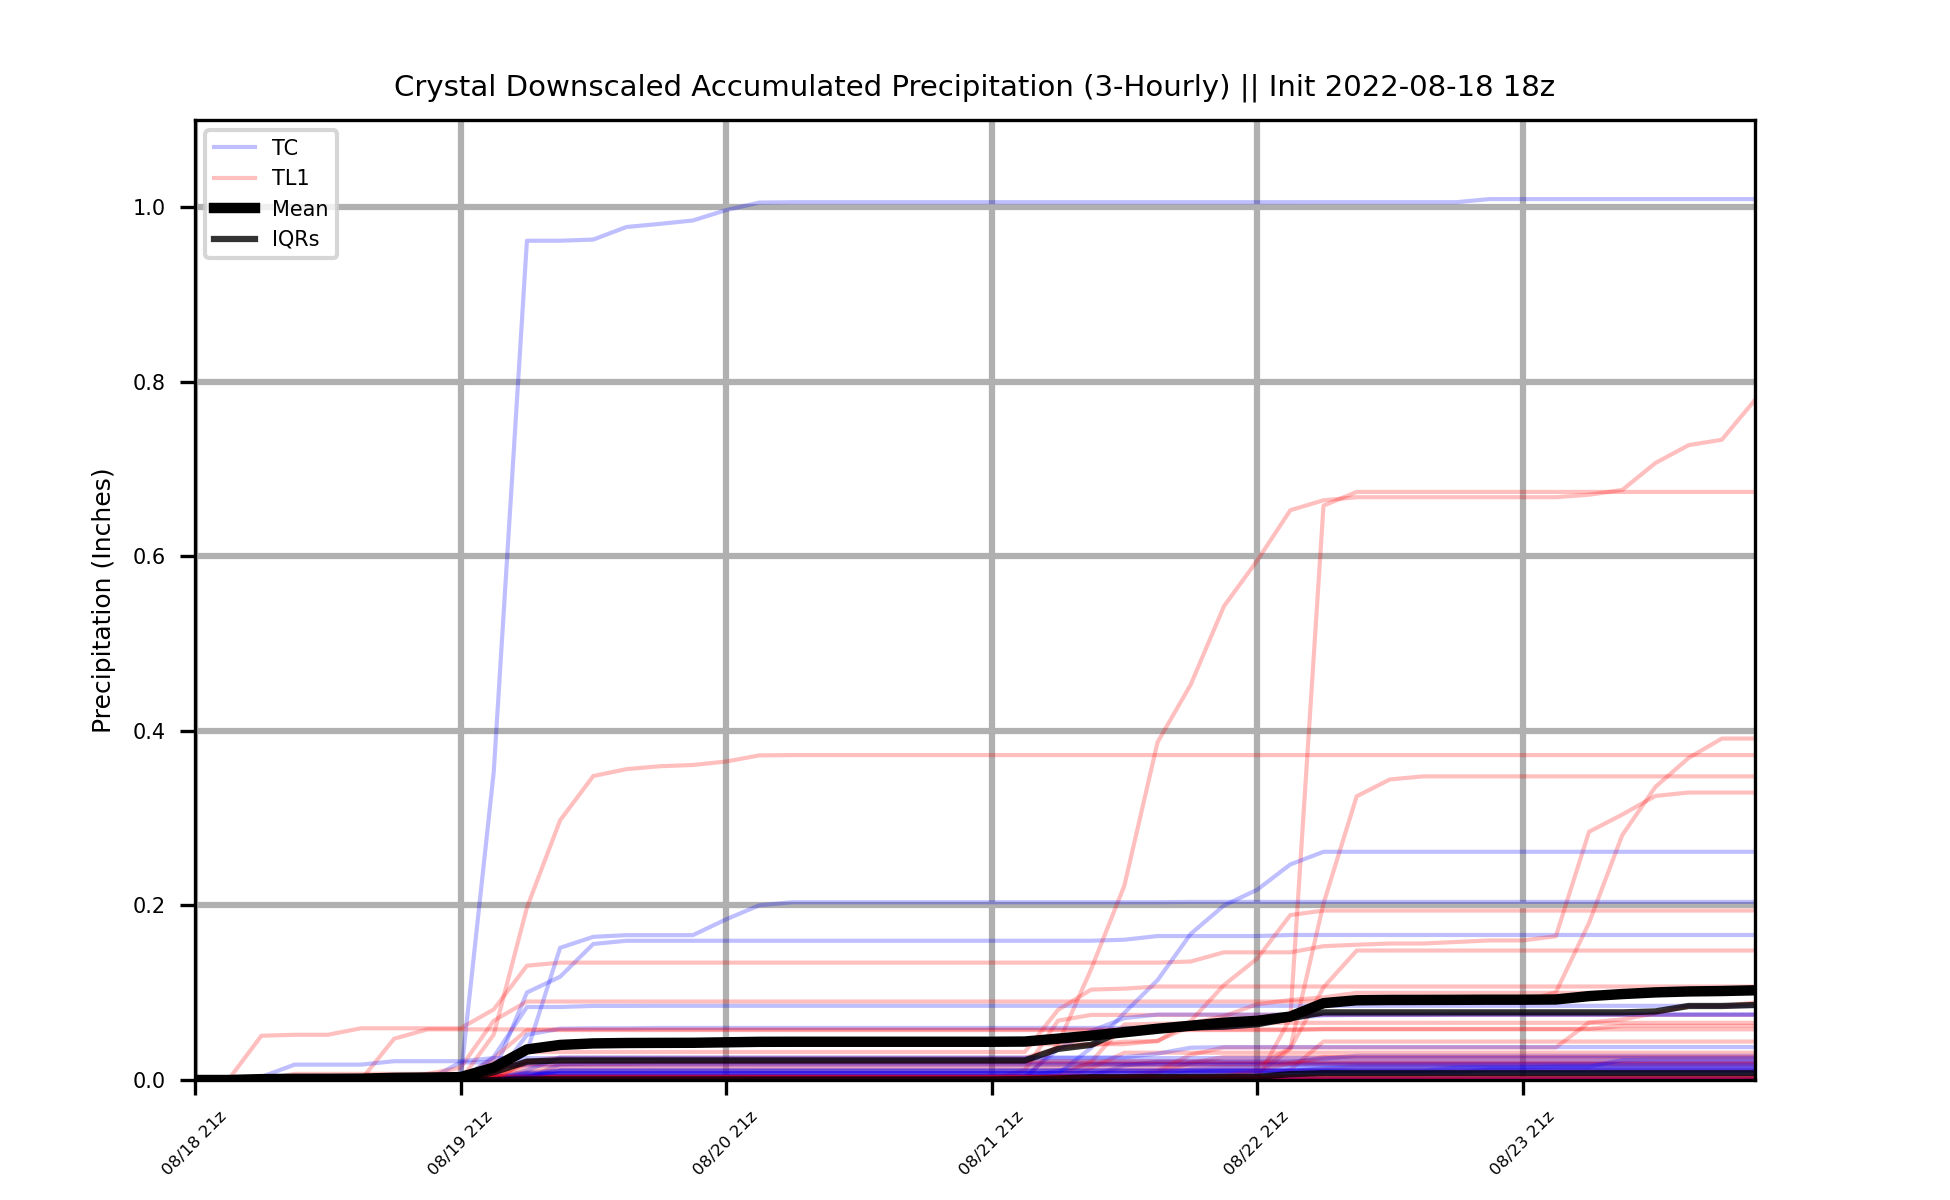 Crystal Downscaled Accumulated Precipitation (3-Hourly) || Init 2022-08-18 18z
TC
TL1
Mean
IQRs
Precipitation (Inches)
1.0
0.8
0.6
0.4
0.2
0.0
08/18 21z
08/19 21z
08/20 21z
08/21 21z
08/22 21z
08/23 21z